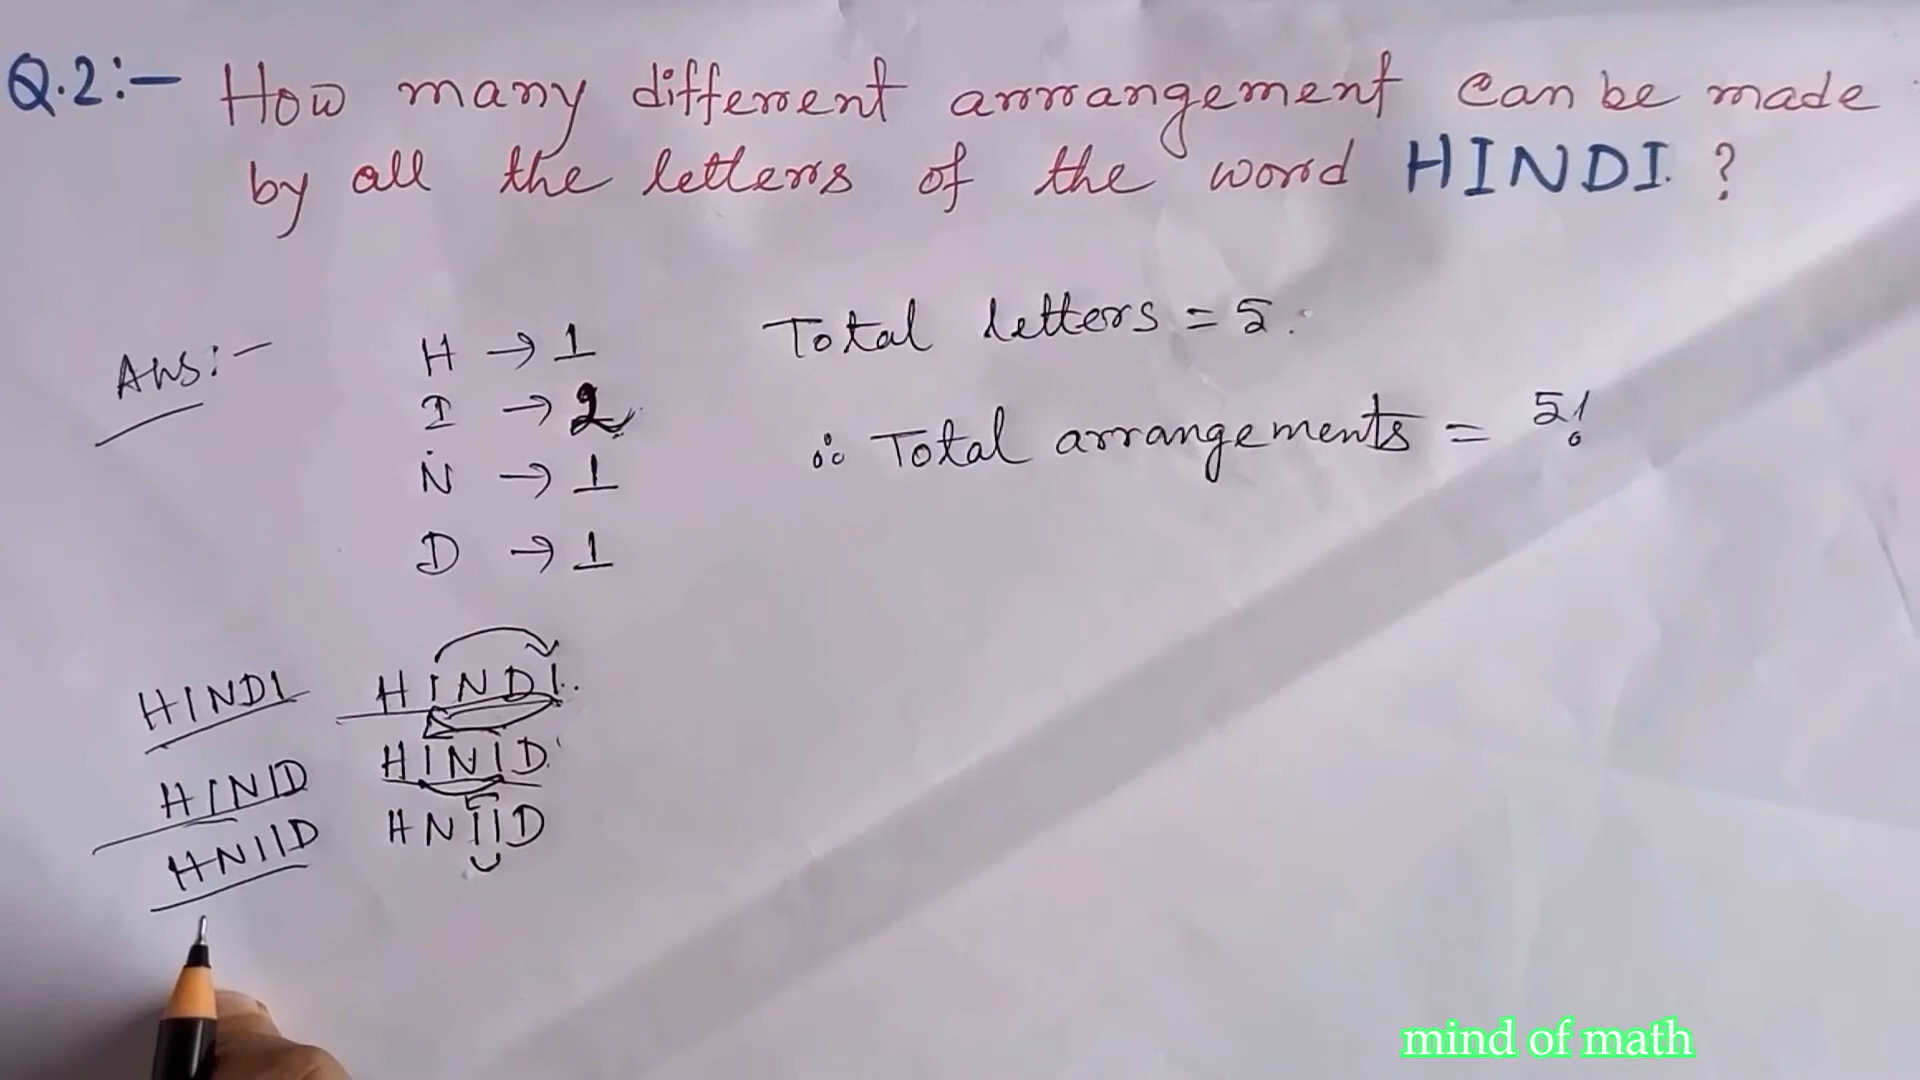 Q.2:- How many different arrangement can be made
by all the letters of the word HINDI. ?
Ans:-
H → 1
I → 2
N → 1
D → 1
Total letters = 5.
∴ Total arrangements = 5!
HINDI
HINID
HNIID
HINDI.
HINID
HNIID
mind of math